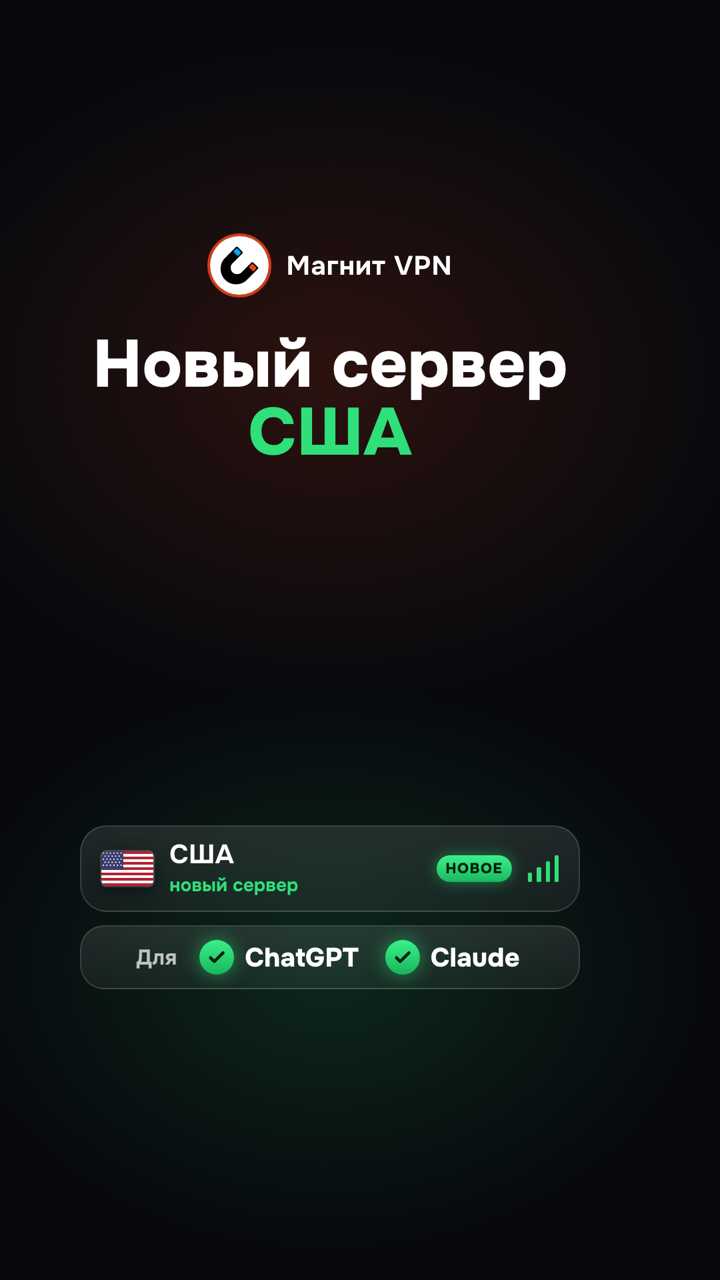 Магнит VPN
Новый сервер
США
США
новый сервер
НОВОЕ
Для ChatGPT Claude